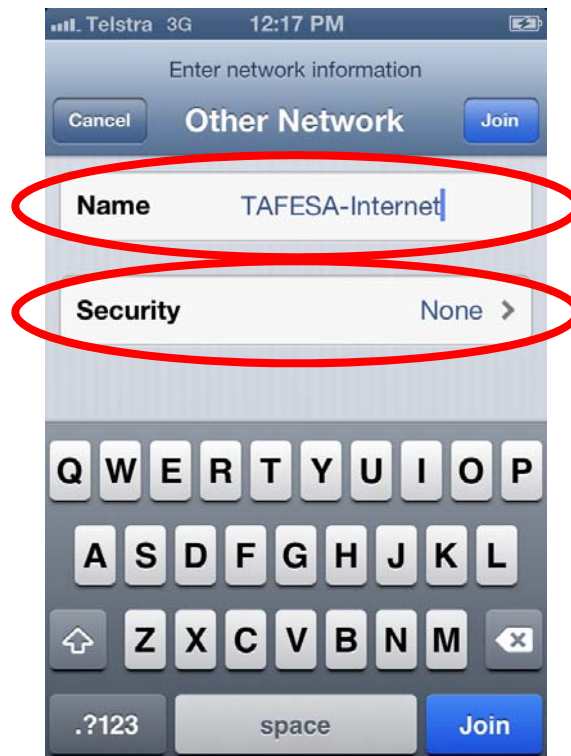 Telstra 3G 12:17 PM
Enter network information
Cancel Other Network Join
Name TAFESA-Internet
Security None >
Q W E R T Y U I O P
A S D F G H J K L
Z X C V B N M
.?123 space Join